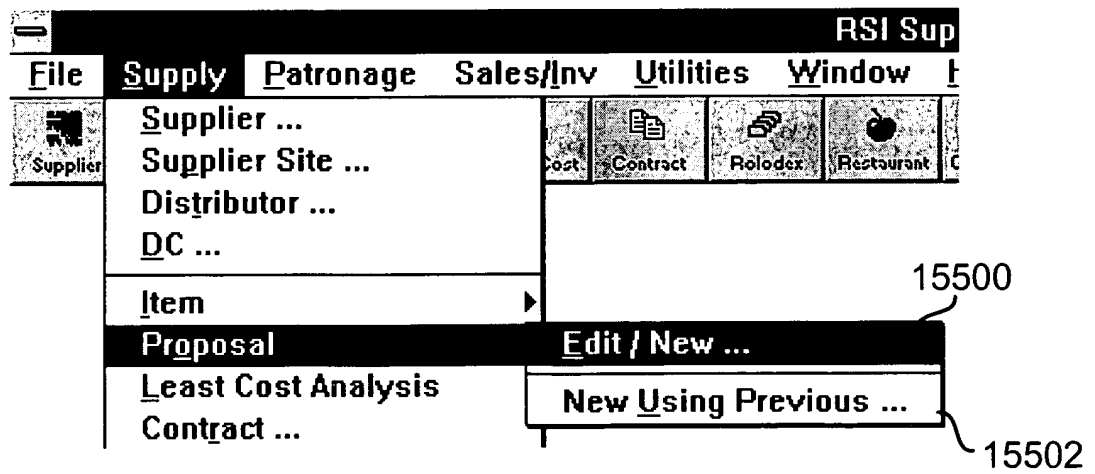 RSI Sup
File Supply Patronage Sales/Inv Utilities Window
Supplier Cost Contract Rolodex Restaurant
Supplier ...
Supplier Site ...
Distributor ...
DC ...
Item
Proposal
Least Cost Analysis
Contract ...
15500
Edit / New ...
New Using Previous ...
15502